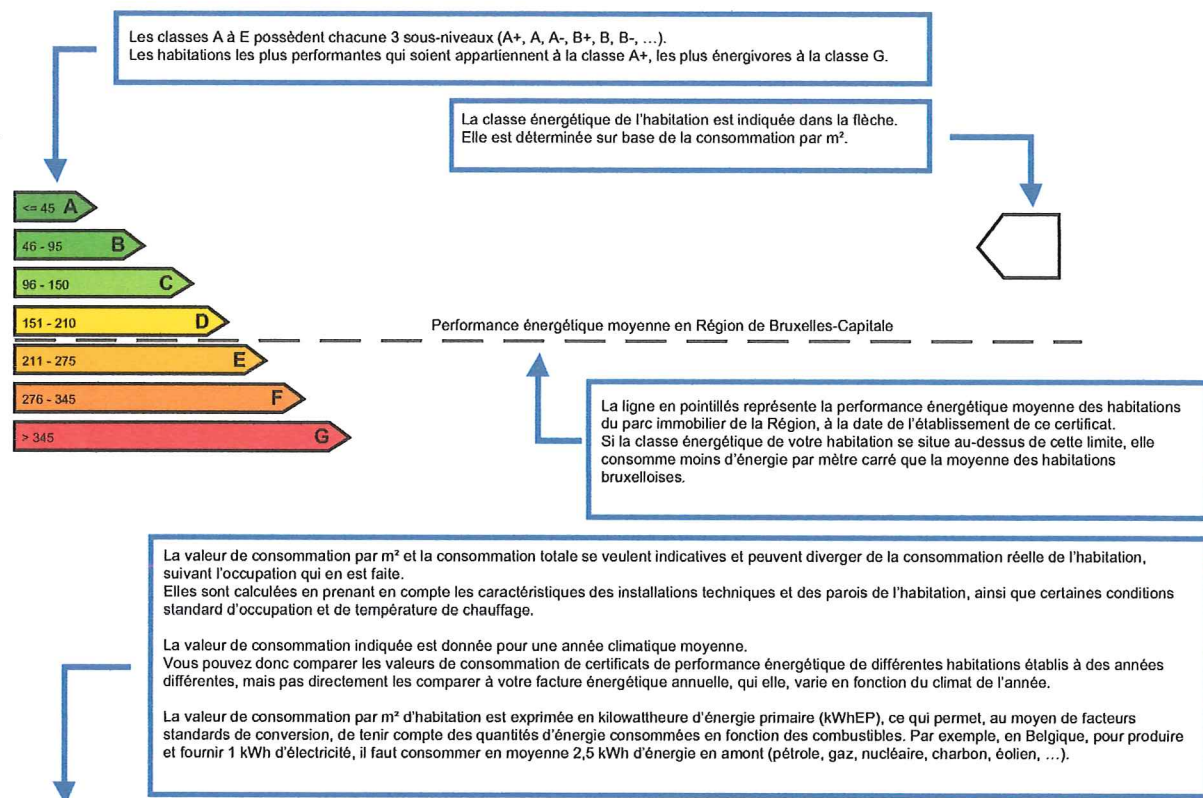 Les classes A à E possèdent chacune 3 sous-niveaux (A+, A, A-, B+, B, B-, ...).
Les habitations les plus performantes qui soient appartiennent à la classe A+, les plus énergivores à la classe G.
La classe énergétique de l'habitation est indiquée dans la flèche.
Elle est déterminée sur base de la consommation par m².
<= 45 A
46 - 95 B
96 - 150 C
151 - 210 D
Performance énergétique moyenne en Région de Bruxelles-Capitale
211 - 275 E
276 - 345 F
> 345 G
La ligne en pointillés représente la performance énergétique moyenne des habitations
du parc immobilier de la Région, à la date de l'établissement de ce certificat.
Si la classe énergétique de votre habitation se situe au-dessus de cette limite, elle
consomme moins d'énergie par mètre carré que la moyenne des habitations
bruxelloises.
La valeur de consommation par m² et la consommation totale se veulent indicatives et peuvent diverger de la consommation réelle de l'habitation,
suivant l'occupation qui en est faite.
Elles sont calculées en prenant en compte les caractéristiques des installations techniques et des parois de l'habitation, ainsi que certaines conditions
standard d'occupation et de température de chauffage.
La valeur de consommation indiquée est donnée pour une année climatique moyenne.
Vous pouvez donc comparer les valeurs de consommation de certificats de performance énergétique de différentes habitations établis à des années
différentes, mais pas directement les comparer à votre facture énergétique annuelle, qui elle, varie en fonction du climat de l'année.
La valeur de consommation par m² d'habitation est exprimée en kilowattheure d'énergie primaire (kWhEP), ce qui permet, au moyen de facteurs
standards de conversion, de tenir compte des quantités d'énergie consommées en fonction des combustibles. Par exemple, en Belgique, pour produire
et fournir 1 kWh d'électricité, il faut consommer en moyenne 2,5 kWh d'énergie en amont (pétrole, gaz, nucléaire, charbon, éolien, ...).